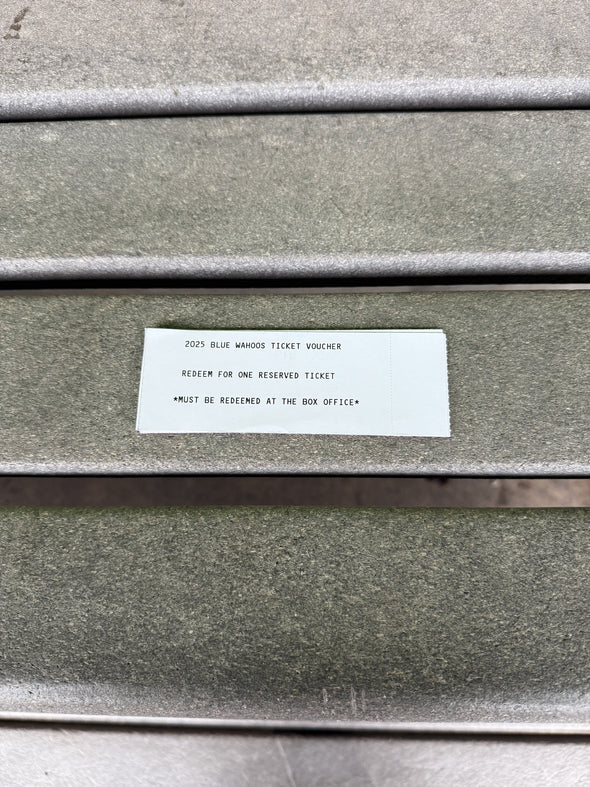 2025 BLUE WAHOOS TICKET VOUCHER
REDEEM FOR ONE RESERVED TICKET
*MUST BE REDEEMED AT THE BOX OFFICE*